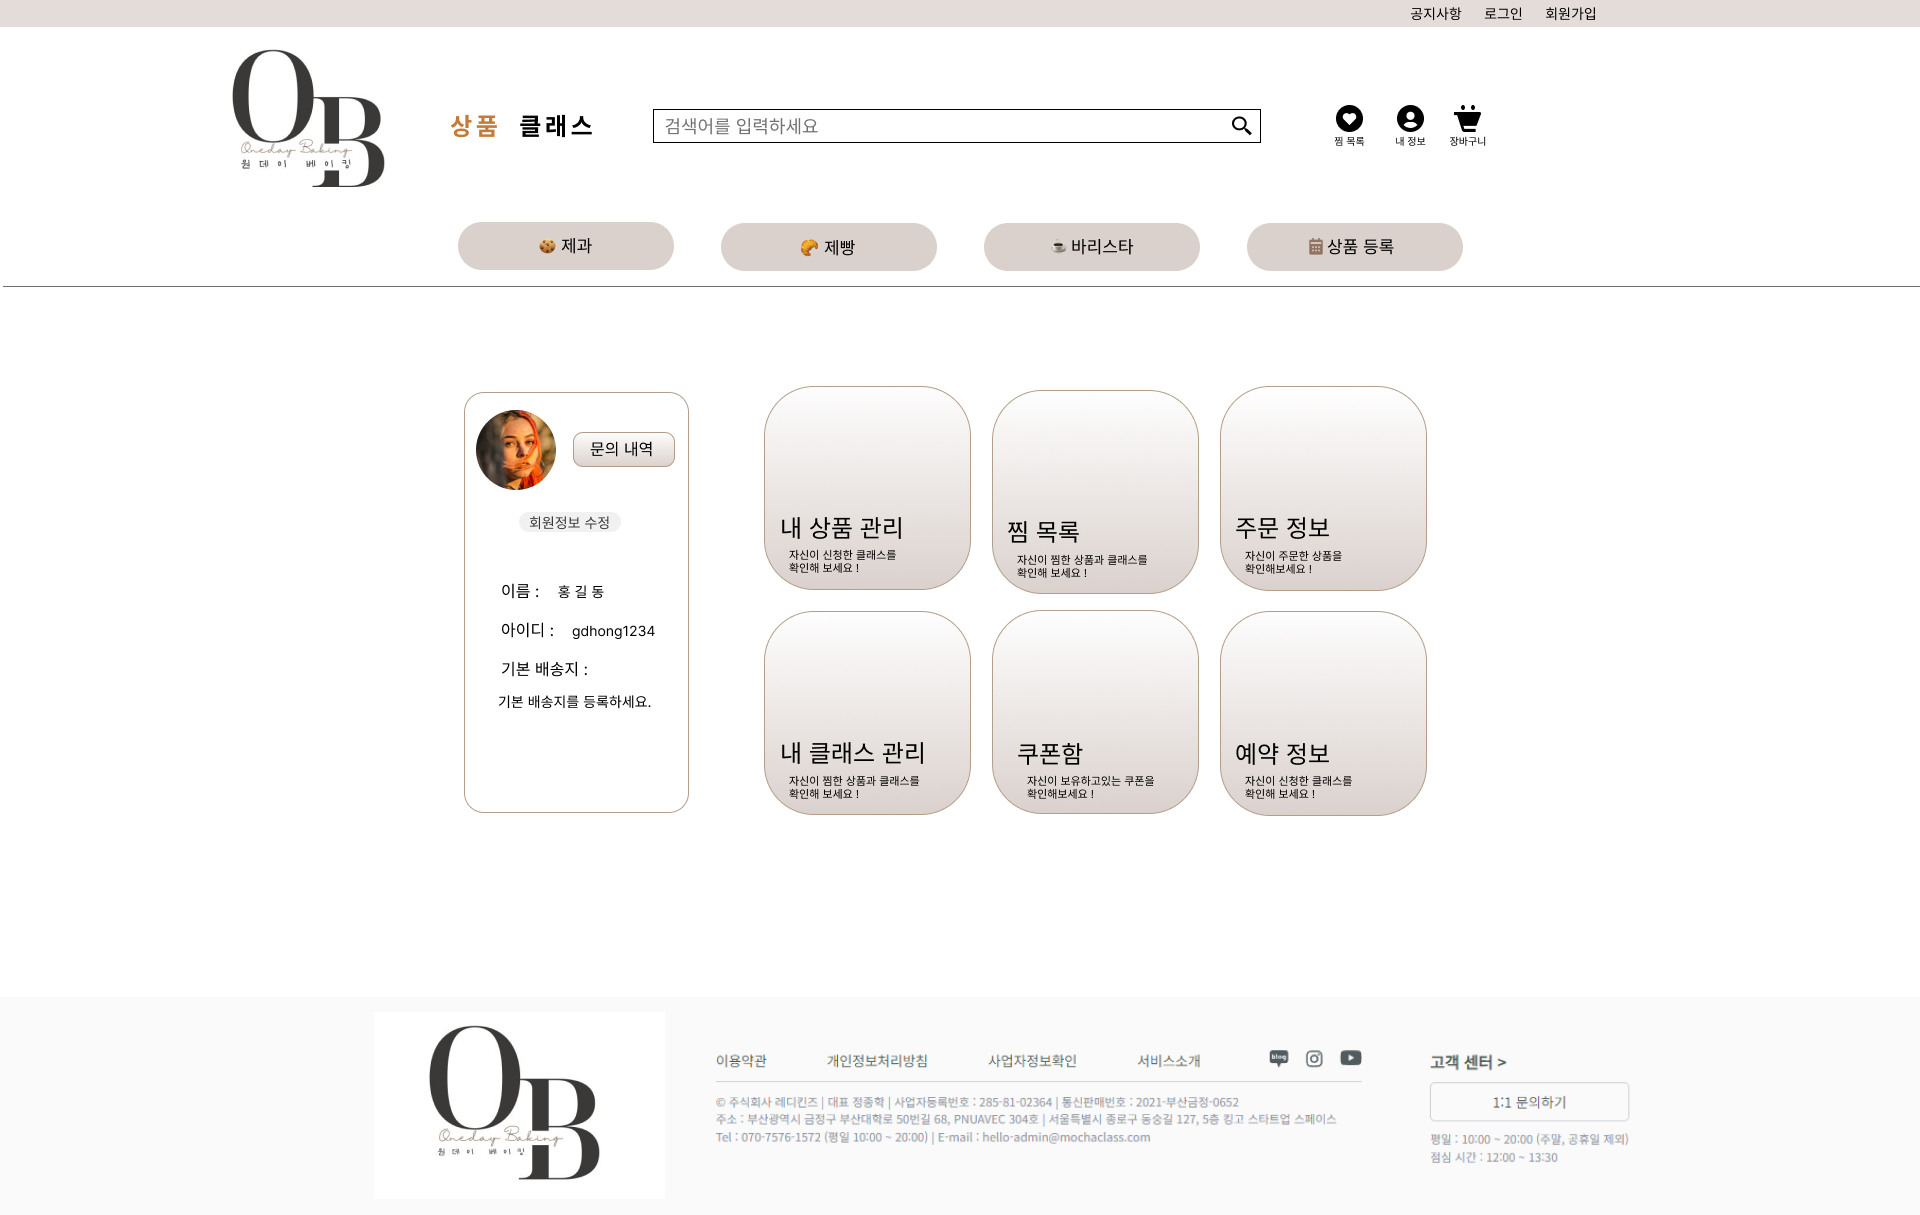 공지사항 로그인 회원가입
OB
Oneday Baking
원데이 베이킹
상품 클래스
검색어를 입력하세요
찜 목록 내 정보 장바구니
제과 제빵 바리스타 상품 등록
문의 내역
회원정보 수정
이름 : 홍 길 동
아이디 : gdhong1234
기본 배송지 :
기본 배송지를 등록하세요.
내 상품 관리
자신이 신청한 클래스를
확인해 보세요 !
찜 목록
자신이 찜한 상품과 클래스를
확인해 보세요 !
주문 정보
자신이 주문한 상품을
확인해보세요 !
내 클래스 관리
자신이 찜한 상품과 클래스를
확인해 보세요 !
쿠폰함
자신이 보유하고있는 쿠폰을
확인해보세요 !
예약 정보
자신이 신청한 클래스를
확인해 보세요 !
OB
Oneday Baking
원데이 베이킹
이용약관 개인정보처리방침 사업자정보확인 서비스소개 blog
© 주식회사 레디킨즈 | 대표 정종학 | 사업자등록번호 : 285-81-02364 | 통신판매번호 : 2021-부산금정-0652
주소 : 부산광역시 금정구 부산대학로 50번길 68, PNUAVEC 304호 | 서울특별시 종로구 동숭길 127, 5층 킹고 스타트업 스페이스
Tel : 070-7576-1572 (평일 10:00 ~ 20:00) | E-mail : hello-admin@mochaclass.com
고객 센터 >
1:1 문의하기
평일 : 10:00 ~ 20:00 (주말, 공휴일 제외)
점심 시간 : 12:00 ~ 13:30